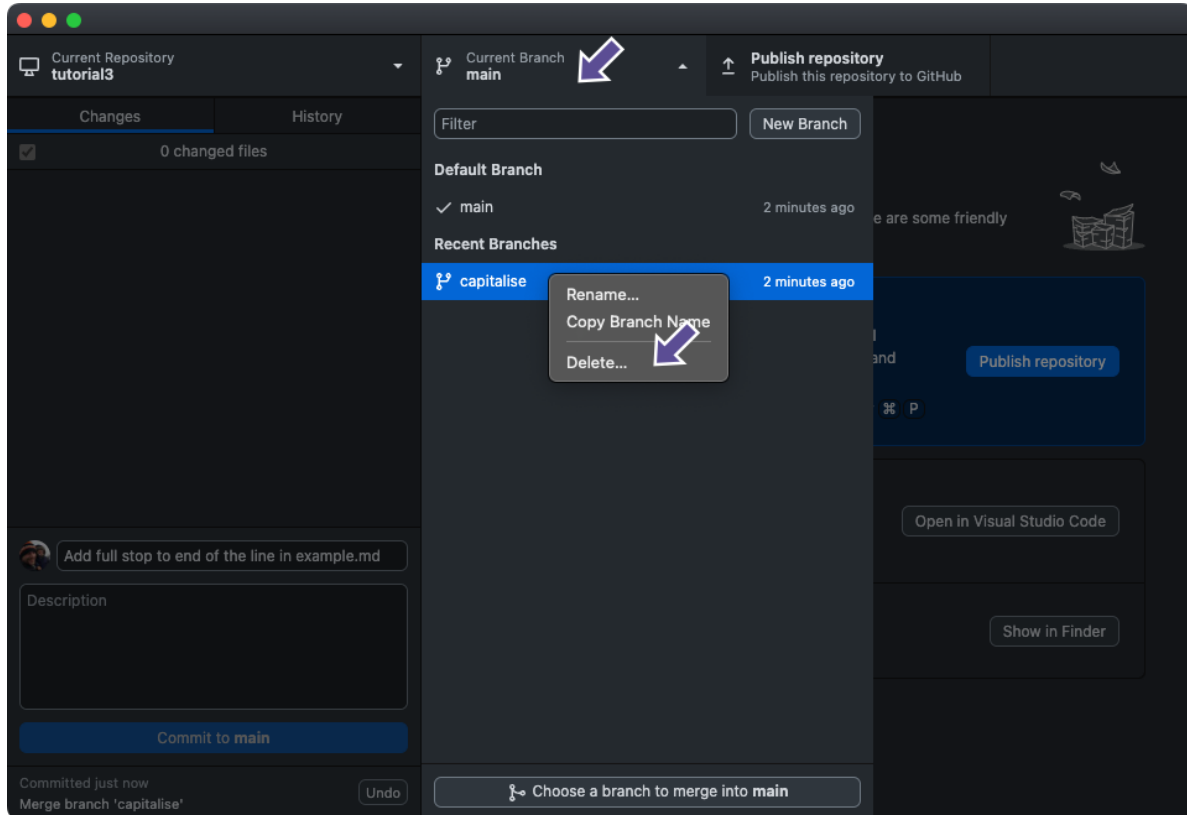 Current Repository
tutorial3
Current Branch
main
Publish repository
Publish this repository to GitHub
Changes
History
0 changed files
Filter
New Branch
Default Branch
main
2 minutes ago
Recent Branches
capitalise
2 minutes ago
Rename...
Copy Branch Name
Delete...
e are some friendly
and
Publish repository
⌘ P
Open in Visual Studio Code
Show in Finder
Add full stop to end of the line in example.md
Description
Commit to main
Committed just now
Merge branch 'capitalise'
Undo
Choose a branch to merge into main